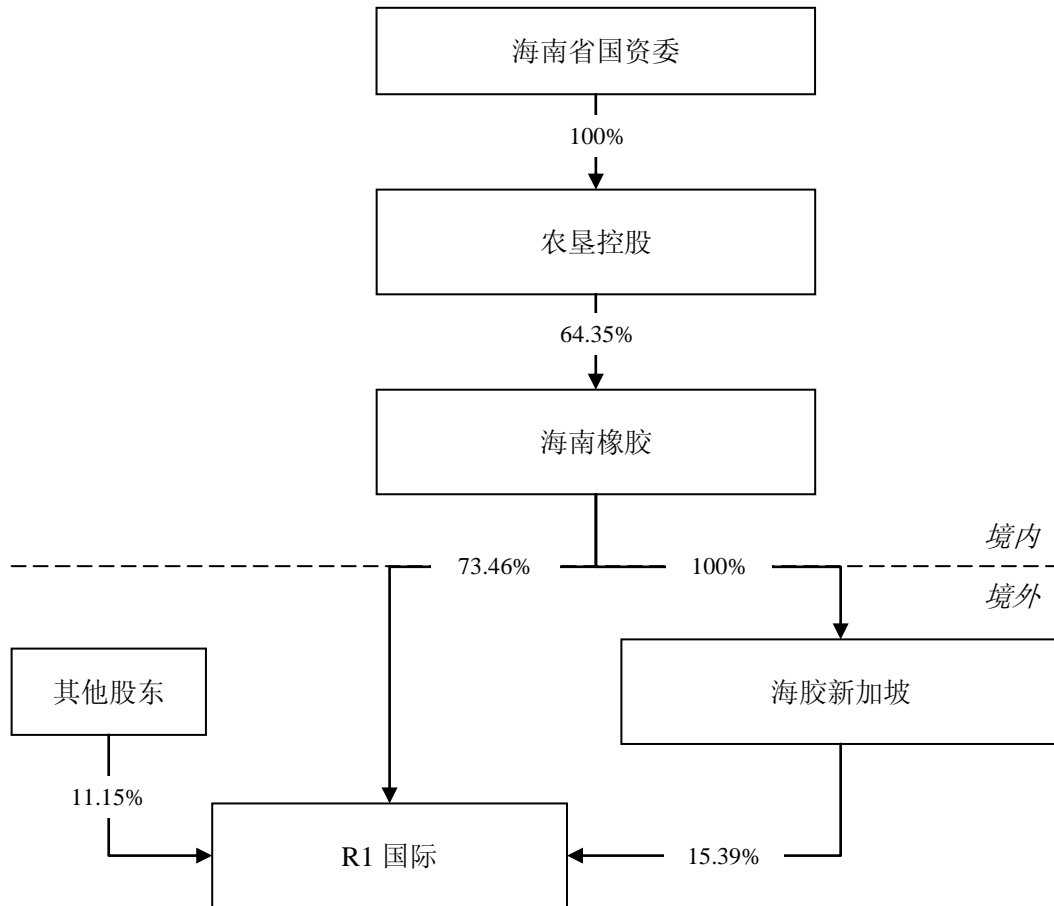 海南省国资委
100%
农垦控股
64.35%
海南橡胶
境内
73.46%
100%
境外
其他股东
海胶新加坡
11.15%
R1 国际
15.39%